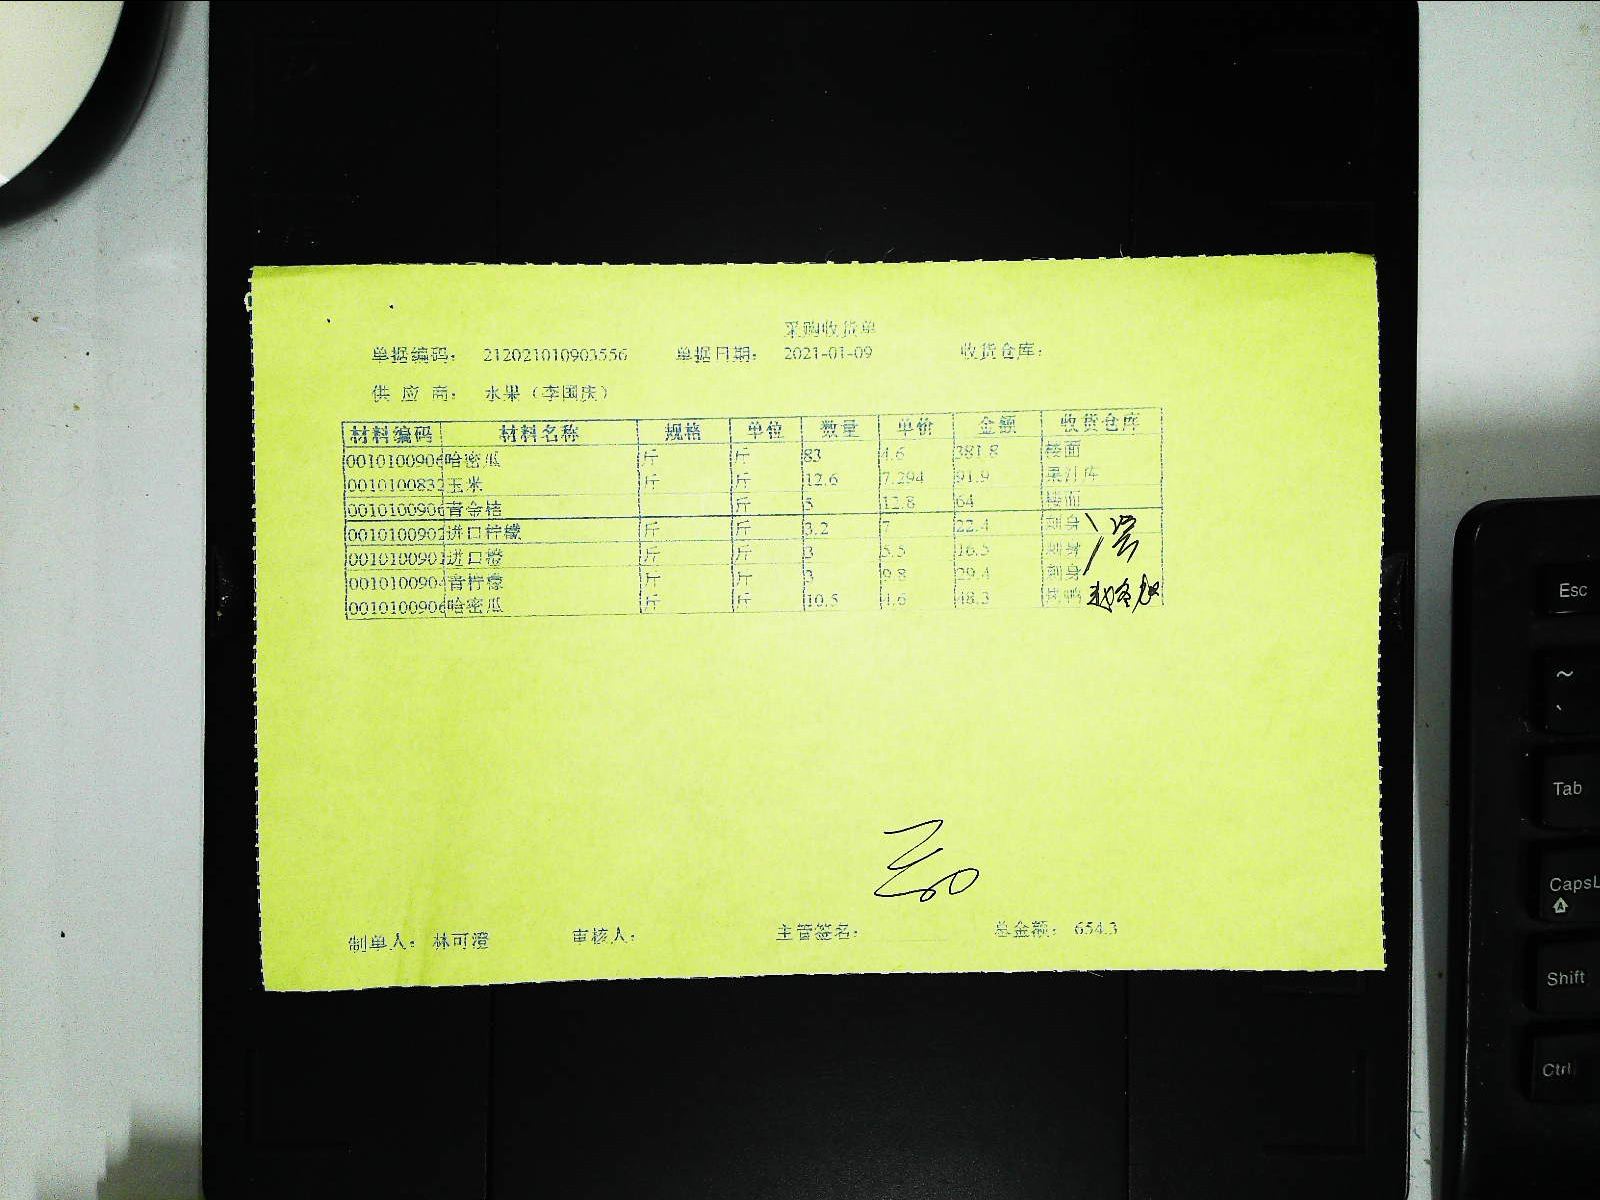 采购收货单
单据编码： 212021010903556 单据日期： 2021-01-09 收货仓库：
供 应 商： 水果（李国庆）
材料编码 材料名称 规格 单位 数量 单价 金额 收货仓库
0010100906 哈密瓜 斤 斤 83 4.6 381.8 楼面
0010100832 玉米 斤 斤 12.6 7.294 91.9 果汁库
0010100906 青金桔 斤 5 12.8 64 楼面
0010100902 进口柠檬 斤 斤 3.2 7 22.4 刺身
0010100901 进口橙 斤 斤 3 5.5 16.5 刺身
001010090 青柠檬 斤 斤 3 9.8 29.4 刺身
0010100906 哈密瓜 斤 斤 10.5 4.6 48.3
制单人： 林可澄 审核人： 主管签名： 总金额： 654.3
Esc
~
`
Tab
CapsL
Shift
Ctrl